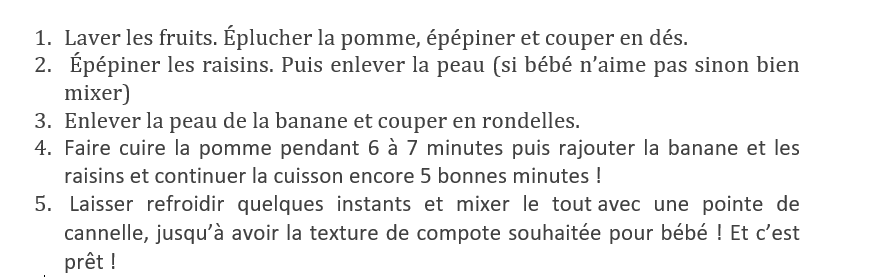 1. Laver les fruits. Éplucher la pomme, épépiner et couper en dés.
2. Épépiner les raisins. Puis enlever la peau (si bébé n’aime pas sinon bien
mixer)
3. Enlever la peau de la banane et couper en rondelles.
4. Faire cuire la pomme pendant 6 à 7 minutes puis rajouter la banane et les
raisins et continuer la cuisson encore 5 bonnes minutes !
5. Laisser refroidir quelques instants et mixer le tout avec une pointe de
cannelle, jusqu’à avoir la texture de compote souhaitée pour bébé ! Et c’est
prêt !